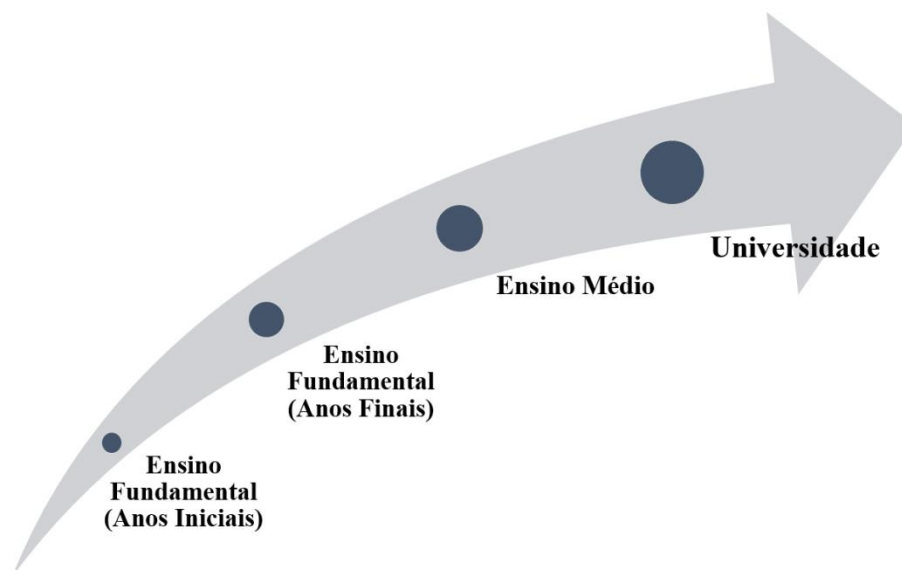 Universidade
Ensino Médio
Ensino
Fundamental
(Anos Finais)
Ensino
Fundamental
(Anos Iniciais)